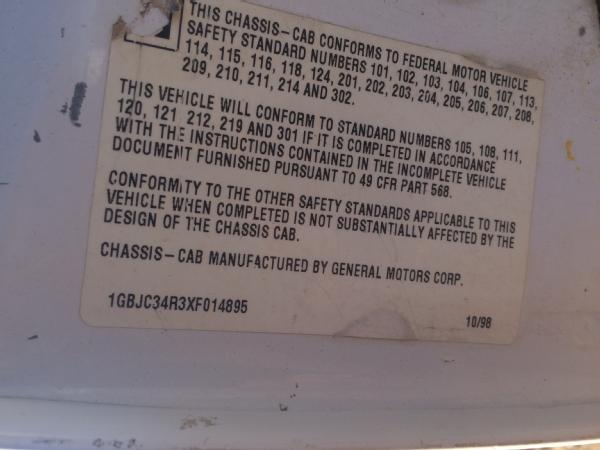 THIS CHASSIS-CAB CONFORMS TO FEDERAL MOTOR VEHICLE
SAFETY STANDARD NUMBERS 101, 102, 103, 104, 106, 107, 113,
114, 115, 116, 118, 124, 201, 202, 203, 204, 205, 206, 207, 208,
209, 210, 211, 214 AND 302.
THIS VEHICLE WILL CONFORM TO STANDARD NUMBERS 105, 108, 111,
120, 121, 212, 219 AND 301 IF IT IS COMPLETED IN ACCORDANCE
WITH THE INSTRUCTIONS CONTAINED IN THE INCOMPLETE VEHICLE
DOCUMENT FURNISHED PURSUANT TO 49 CFR PART 568.
CONFORMITY TO THE OTHER SAFETY STANDARDS APPLICABLE TO THIS
VEHICLE WHEN COMPLETED IS NOT SUBSTANTIALLY AFFECTED BY THE
DESIGN OF THE CHASSIS CAB.
CHASSIS-CAB MANUFACTURED BY GENERAL MOTORS CORP.
1GBJC34R3XF014895 10/98